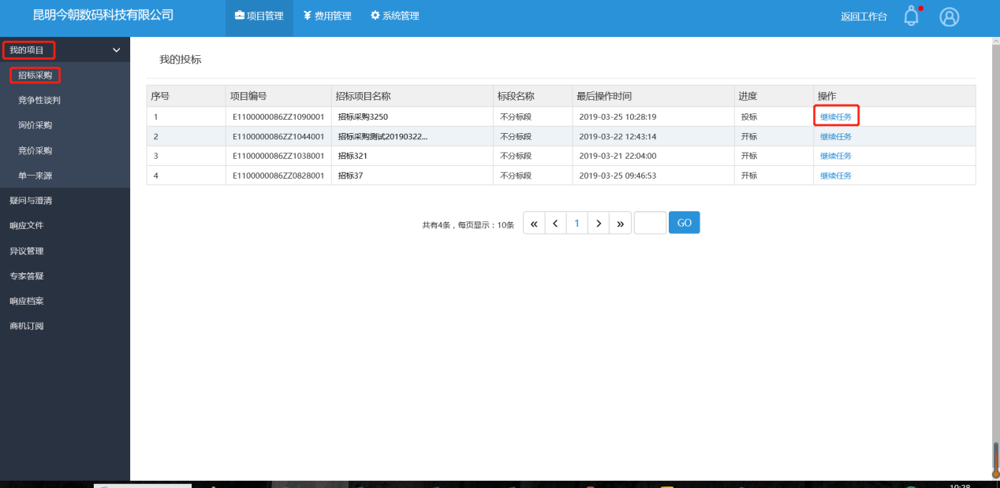 昆明今朝数码科技有限公司 项目管理 费用管理 系统管理 返回工作台
我的项目
招标采购
竞争性谈判
询价采购
竞价采购
单一来源
疑问与澄清
响应文件
异议管理
专家答疑
响应档案
商机订阅
我的投标
序号 项目编号 招标项目名称 标段名称 最后操作时间 进度 操作
1 E1100000086ZZ1090001 招标采购3250 不分标段 2019-03-25 10:28:19 投标 继续任务
2 E1100000086ZZ1044001 招标采购测试20190322... 不分标段 2019-03-22 12:43:14 开标 继续任务
3 E1100000086ZZ1038001 招标321 不分标段 2019-03-21 22:04:00 开标 继续任务
4 E1100000086ZZ0828001 招标37 不分标段 2019-03-25 09:46:53 开标 继续任务
共有4条，每页显示：10条 « < 1 > » GO